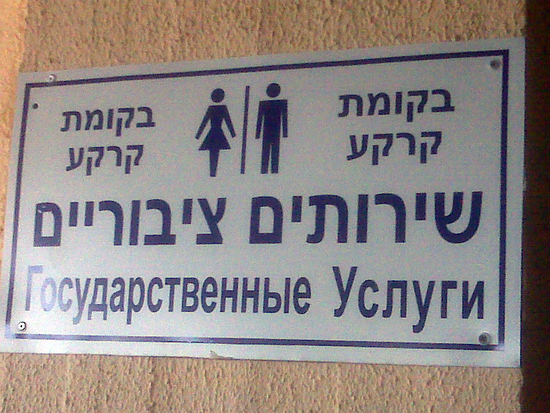 בקומת
קרקע
בקומת
קרקע
שירותים ציבוריים
Государственные Услуги